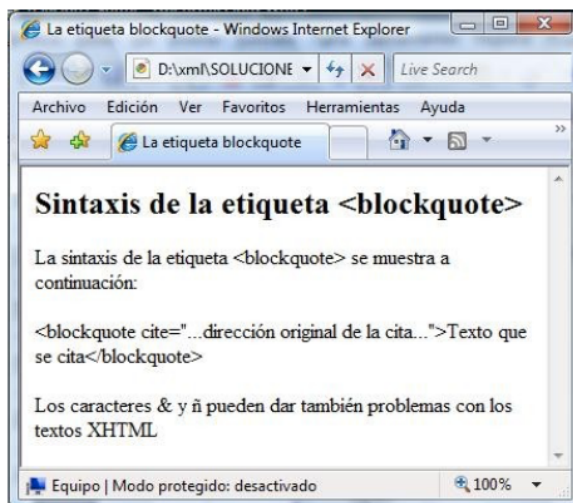 La etiqueta blockquote - Windows Internet Explorer
D:\xml\SOLUCIONE
Live Search
Archivo Edición Ver Favoritos Herramientas Ayuda
La etiqueta blockquote
Sintaxis de la etiqueta <blockquote>
La sintaxis de la etiqueta <blockquote> se muestra a
continuación:
<blockquote cite="...dirección original de la cita...">Texto que
se cita</blockquote>
Los caracteres & y ñ pueden dar también problemas con los
textos XHTML
Equipo | Modo protegido: desactivado
100%